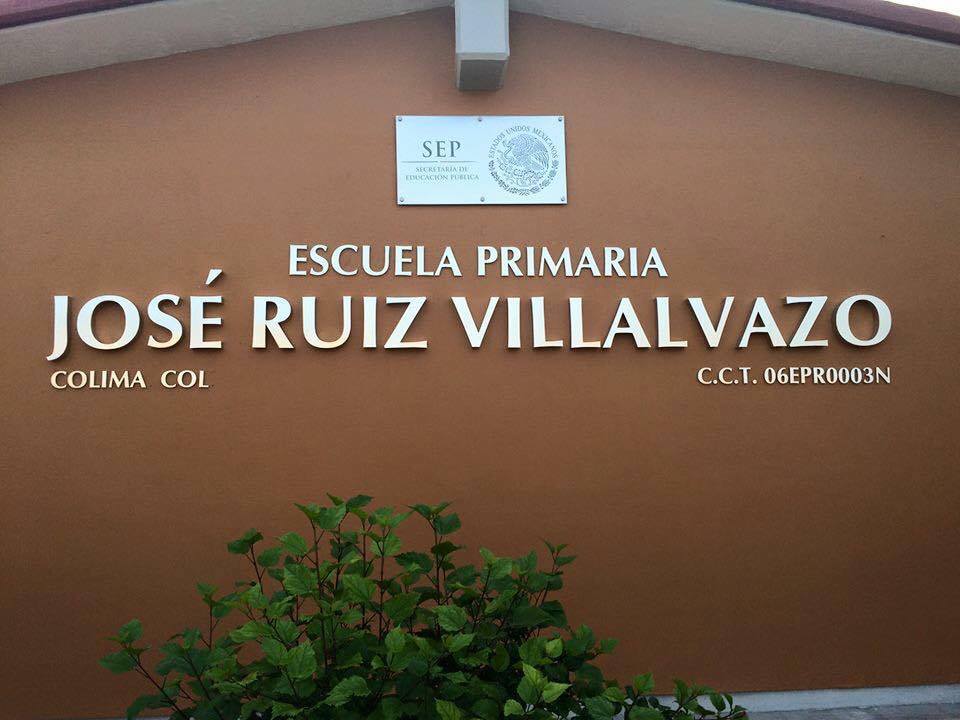 SEP
SECRETARÍA DE
EDUCACIÓN PÚBLICA
ESTADOS UNIDOS MEXICANOS
ESCUELA PRIMARIA
JOSÉ RUIZ VILLALVAZO
COLIMA COL
C.C.T. 06EPR0003N